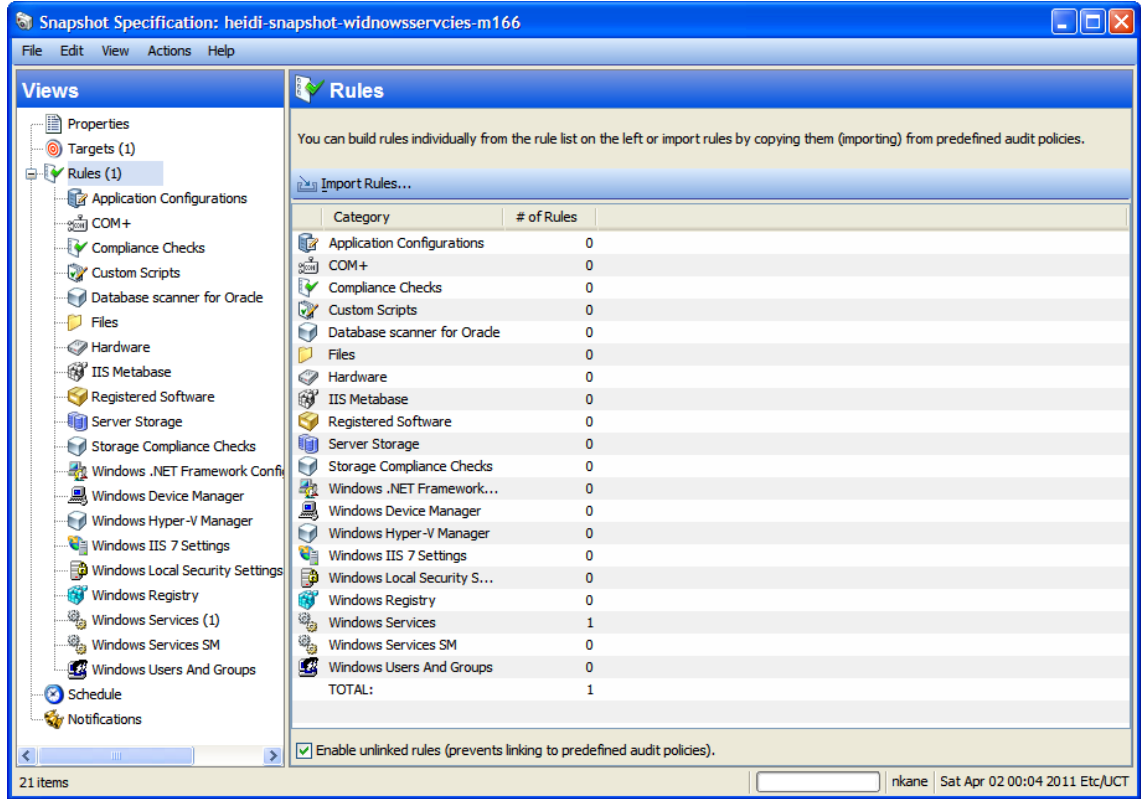 Snapshot Specification: heidi-snapshot-widnowsservcies-m166
File Edit View Actions Help
Views
Properties
Targets (1)
Rules (1)
Application Configurations
COM+
Compliance Checks
Custom Scripts
Database scanner for Oracle
Files
Hardware
IIS Metabase
Registered Software
Server Storage
Storage Compliance Checks
Windows .NET Framework Config
Windows Device Manager
Windows Hyper-V Manager
Windows IIS 7 Settings
Windows Local Security Settings
Windows Registry
Windows Services (1)
Windows Services SM
Windows Users And Groups
Schedule
Notifications
Rules
You can build rules individually from the rule list on the left or import rules by copying them (importing) from predefined audit policies.
Import Rules...
Category # of Rules
Application Configurations 0
COM+ 0
Compliance Checks 0
Custom Scripts 0
Database scanner for Oracle 0
Files 0
Hardware 0
IIS Metabase 0
Registered Software 0
Server Storage 0
Storage Compliance Checks 0
Windows .NET Framework... 0
Windows Device Manager 0
Windows Hyper-V Manager 0
Windows IIS 7 Settings 0
Windows Local Security S... 0
Windows Registry 0
Windows Services 1
Windows Services SM 0
Windows Users And Groups 0
TOTAL: 1
Enable unlinked rules (prevents linking to predefined audit policies).
21 items
nkane Sat Apr 02 00:04 2011 Etc/UCT